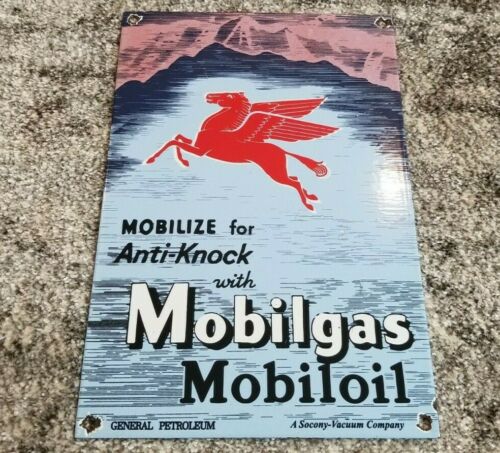 MOBILIZE for
Anti-Knock
with
Mobilgas
Mobiloil
GENERAL PETROLEUM A Socony-Vacuum Company